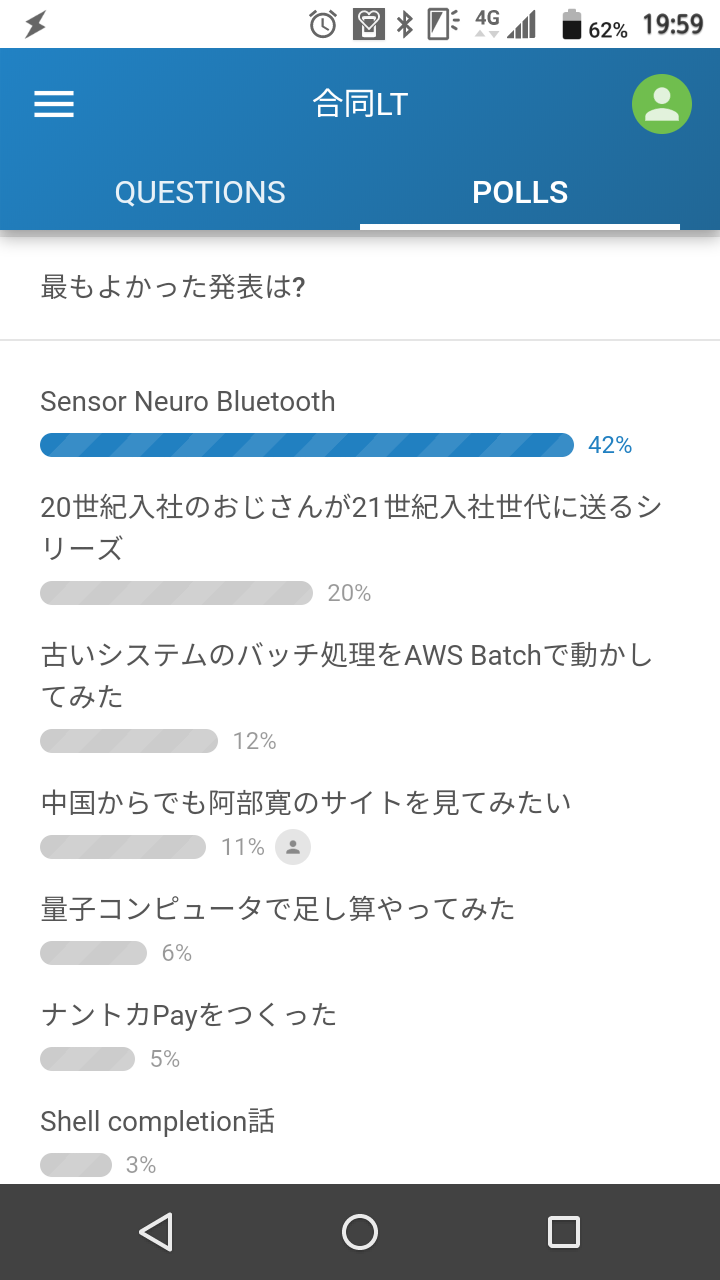 4G 62% 19:59
合同LT
QUESTIONS POLLS
最もよかった発表は?
Sensor Neuro Bluetooth
42%
20世紀入社のおじさんが21世紀入社世代に送るシ
リーズ
20%
古いシステムのバッチ処理をAWS Batchで動かし
てみた
12%
中国からでも阿部寛のサイトを見てみたい
11%
量子コンピュータで足し算やってみた
6%
ナントカPayをつくった
5%
Shell completion話
3%